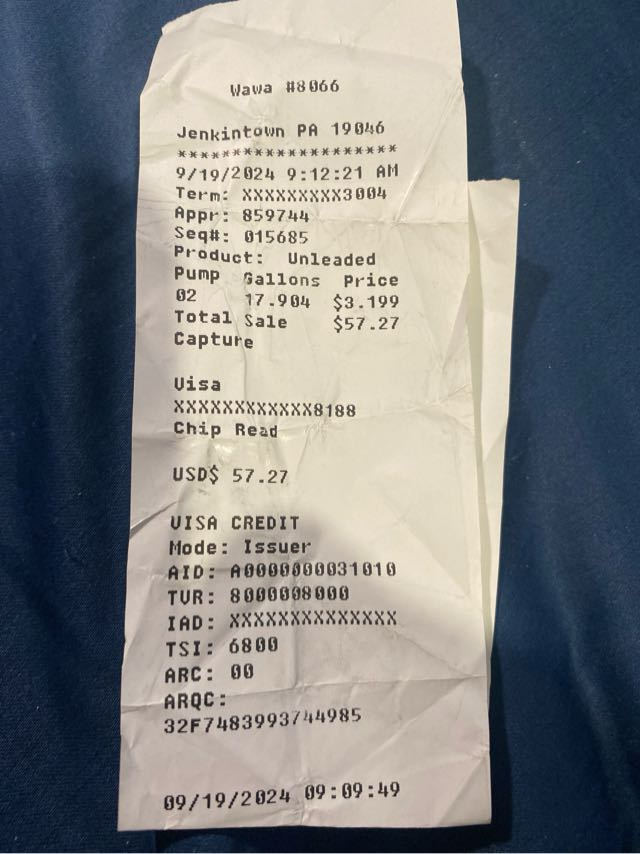 Wawa #8066
Jenkintown PA 19046
*******************
9/19/2024 9:12:21 AM
Term: XXXXXXXXX3004
Appr: 859744
Seq#: 015685
Product: Unleaded
Pump Gallons Price
02 17.904 $3.199
Total Sale $57.27
Capture
Visa
XXXXXXXXXXXX8188
Chip Read
USD$ 57.27
VISA CREDIT
Mode: Issuer
AID: A0000000031010
TVR: 8000008000
IAD: XXXXXXXXXXXXXX
TSI: 6800
ARC: 00
ARQC:
32F7483993744985
09/19/2024 09:09:49